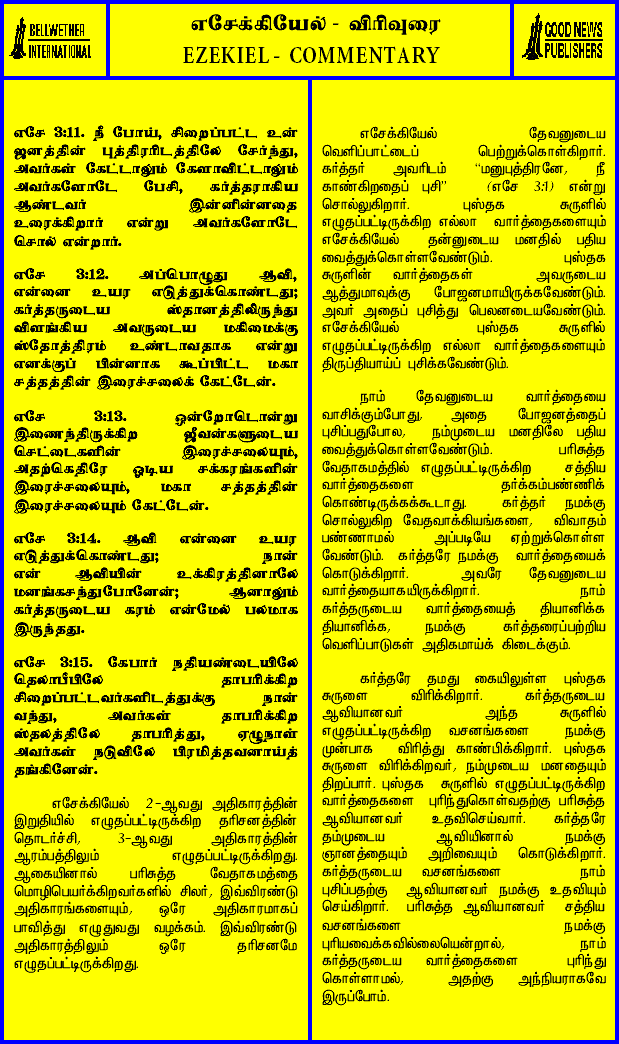 BELLWETHER
INTERNATIONAL
எசேக்கியேல் - விரிவுரை
EZEKIEL - COMMENTARY
GOOD NEWS
PUBLISHERS
எசே 3:11. நீ போய், சிறைப்பட்ட உன்
ஜனத்தின் புத்திரரிடத்திலே சேர்ந்து,
அவர்கள் கேட்டாலும் கேளாவிட்டாலும்
அவர்களோடே பேசி, கர்த்தராகிய
ஆண்டவர் இன்னின்னதை
உரைக்கிறார் என்று அவர்களோடே
சொல் என்றார்.
எசே 3:12. அப்பொழுது ஆவி,
என்னை உயர எடுத்துக்கொண்டது;
கர்த்தருடைய ஸ்தானத்திலிருந்து
விளங்கிய அவருடைய மகிமைக்கு
ஸ்தோத்திரம் உண்டாவதாக என்று
எனக்குப் பின்னாக கூப்பிட்ட மகா
சத்தத்தின் இரைச்சலைக் கேட்டேன்.
எசே 3:13. ஒன்றோடொன்று
இணைந்திருக்கிற ஜீவன்களுடைய
செட்டைகளின் இரைச்சலையும்,
அதற்கெதிரே ஓடிய சக்கரங்களின்
இரைச்சலையும், மகா சத்தத்தின்
இரைச்சலையும் கேட்டேன்.
எசே 3:14. ஆவி என்னை உயர
எடுத்துக்கொண்டது; நான்
என் ஆவியின் உக்கிரத்தினாலே
மனங்கசந்துபோனேன்; ஆனாலும்
கர்த்தருடைய கரம் என்மேல் பலமாக
இருந்தது.
எசே 3:15. கேபார் நதியண்டையிலே
தெலாபீபிலே தாபரிக்கிற
சிறைப்பட்டவர்களிடத்துக்கு நான்
வந்து, அவர்கள் தாபரிக்கிற
ஸ்தலத்திலே தாபரித்து, ஏழுநாள்
அவர்கள் நடுவிலே பிரமித்தவனாய்த்
தங்கினேன்.
எசேக்கியேல் 2-ஆவது அதிகாரத்தின்
இறுதியில் எழுதப்பட்டிருக்கிற தரிசனத்தின்
தொடர்ச்சி, 3-ஆவது அதிகாரத்தின்
ஆரம்பத்திலும் எழுதப்பட்டிருக்கிறது.
ஆகையினால் பரிசுத்த வேதாகமத்தை
மொழிபெயர்க்கிறவர்களில் சிலர், இவ்விரண்டு
அதிகாரங்களையும், ஒரே அதிகாரமாகப்
பாவித்து எழுதுவது வழக்கம். இவ்விரண்டு
அதிகாரத்திலும் ஒரே தரிசனமே
எழுதப்பட்டிருக்கிறது.
எசேக்கியேல் தேவனுடைய
வெளிப்பாட்டைப் பெற்றுக்கொள்கிறார்.
கர்த்தர் அவரிடம் "மனுபுத்திரனே, நீ
காண்கிறதைப் புசி" (எசே 3:1) என்று
சொல்லுகிறார். புஸ்தக சுருளில்
எழுதப்பட்டிருக்கிற எல்லா வார்த்தைகளையும்
எசேக்கியேல் தன்னுடைய மனதில் பதிய
வைத்துக்கொள்ளவேண்டும். புஸ்தக
சுருளின் வார்த்தைகள் அவருடைய
ஆத்துமாவுக்கு போஜனமாயிருக்கவேண்டும்.
அவர் அதைப் புசித்து பெலனடையவேண்டும்.
எசேக்கியேல் புஸ்தக சுருளில்
எழுதப்பட்டிருக்கிற எல்லா வார்த்தைகளையும்
திருப்தியாய்ப் புசிக்கவேண்டும்.
நாம் தேவனுடைய வார்த்தையை
வாசிக்கும்போது, அதை போஜனத்தைப்
புசிப்பதுபோல, நம்முடைய மனதிலே பதிய
வைத்துக்கொள்ளவேண்டும். பரிசுத்த
வேதாகமத்தில் எழுதப்பட்டிருக்கிற சத்திய
வார்த்தைகளை தர்க்கம்பண்ணிக்
கொண்டிருக்கக்கூடாது. கர்த்தர் நமக்கு
சொல்லுகிற வேதவாக்கியங்களை, விவாதம்
பண்ணாமல் அப்படியே ஏற்றுக்கொள்ள
வேண்டும். கர்த்தரே நமக்கு வார்த்தையைக்
கொடுக்கிறார். அவரே தேவனுடைய
வார்த்தையாகயிருக்கிறார். நாம்
கர்த்தருடைய வார்த்தையைத் தியானிக்க
தியானிக்க, நமக்கு கர்த்தரைப்பற்றிய
வெளிப்பாடுகள் அதிகமாய்க் கிடைக்கும்.
கர்த்தரே தமது கையிலுள்ள புஸ்தக
சுருளை விரிக்கிறார். கர்த்தருடைய
ஆவியானவர் அந்த சுருளில்
எழுதப்பட்டிருக்கிற வசனங்களை நமக்கு
முன்பாக விரித்து காண்பிக்கிறார். புஸ்தக
சுருளை விரிக்கிறவர், நம்முடைய மனதையும்
திறப்பார். புஸ்தக சுருளில் எழுதப்பட்டிருக்கிற
வார்த்தைகளை புரிந்துகொள்வதற்கு பரிசுத்த
ஆவியானவர் உதவிசெய்வார். கர்த்தரே
தம்முடைய ஆவியினால் நமக்கு
ஞானத்தையும் அறிவையும் கொடுக்கிறார்.
கர்த்தருடைய வசனங்களை நாம்
புசிப்பதற்கு ஆவியானவர் நமக்கு உதவியும்
செய்கிறார். பரிசுத்த ஆவியானவர் சத்திய
வசனங்களை நமக்கு
புரியவைக்கவில்லையென்றால், நாம்
கர்த்தருடைய வார்த்தைகளை புரிந்து
கொள்ளாமல், அதற்கு அந்நியராகவே
இருப்போம்.